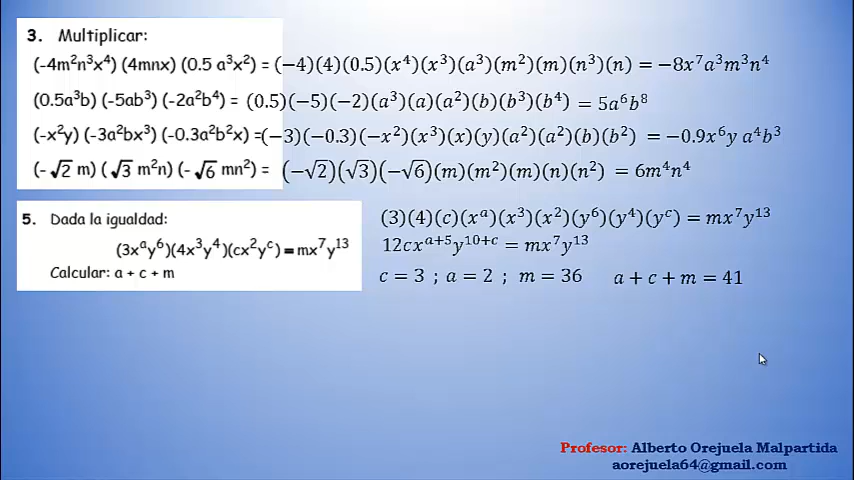 3. Multiplicar:
(-4m²n³x⁴) (4mnx) (0.5 a³x²) = (−4)(4)(0.5)(x⁴)(x³)(a³)(m²)(m)(n³)(n) = −8x⁷a³m³n⁴
(0.5a³b) (-5ab³) (-2a²b⁴) = (0.5)(−5)(−2)(a³)(a)(a²)(b)(b³)(b⁴) = 5a⁶b⁸
(-x²y) (-3a²bx³) (-0.3a²b²x) =(−3)(−0.3)(−x²)(x³)(x)(y)(a²)(a²)(b)(b²) = −0.9x⁶y a⁴b³
(-√2 m) (√3 m²n) (-√6 mn²) = (−√2)(√3)(−√6)(m)(m²)(m)(n)(n²) = 6m⁴n⁴
5. Dada la igualdad:
(3xᵃy⁶)(4x³y⁴)(cx²yᶜ)=mx⁷y¹³
Calcular: a + c + m
(3)(4)(c)(xᵃ)(x³)(x²)(y⁶)(y⁴)(yᶜ) = mx⁷y¹³
12cxᵃ⁺⁵y¹⁰⁺ᶜ = mx⁷y¹³
c = 3 ; a = 2 ; m = 36 a + c + m = 41
Profesor: Alberto Orejuela Malpartida
aorejuela64@gmail.com